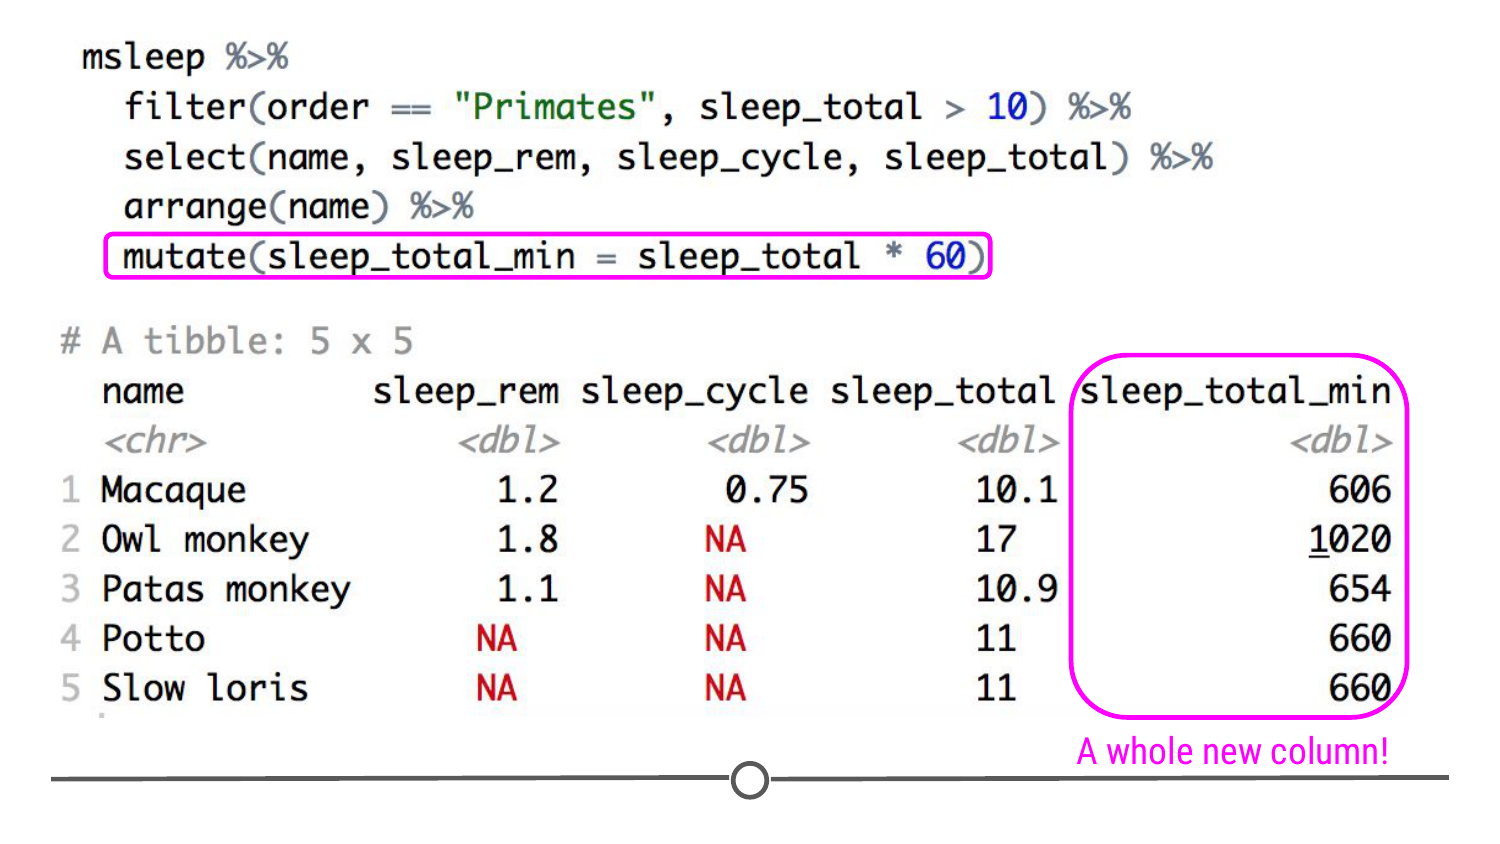 msleep %>%
filter(order == "Primates", sleep_total > 10) %>%
select(name, sleep_rem, sleep_cycle, sleep_total) %>%
arrange(name) %>%
mutate(sleep_total_min = sleep_total * 60)
# A tibble: 5 x 5
name sleep_rem sleep_cycle sleep_total sleep_total_min
<chr> <dbl> <dbl> <dbl> <dbl>
1 Macaque 1.2 0.75 10.1 606
2 Owl monkey 1.8 NA 17 1020
3 Patas monkey 1.1 NA 10.9 654
4 Potto NA NA 11 660
5 Slow loris NA NA 11 660
A whole new column!